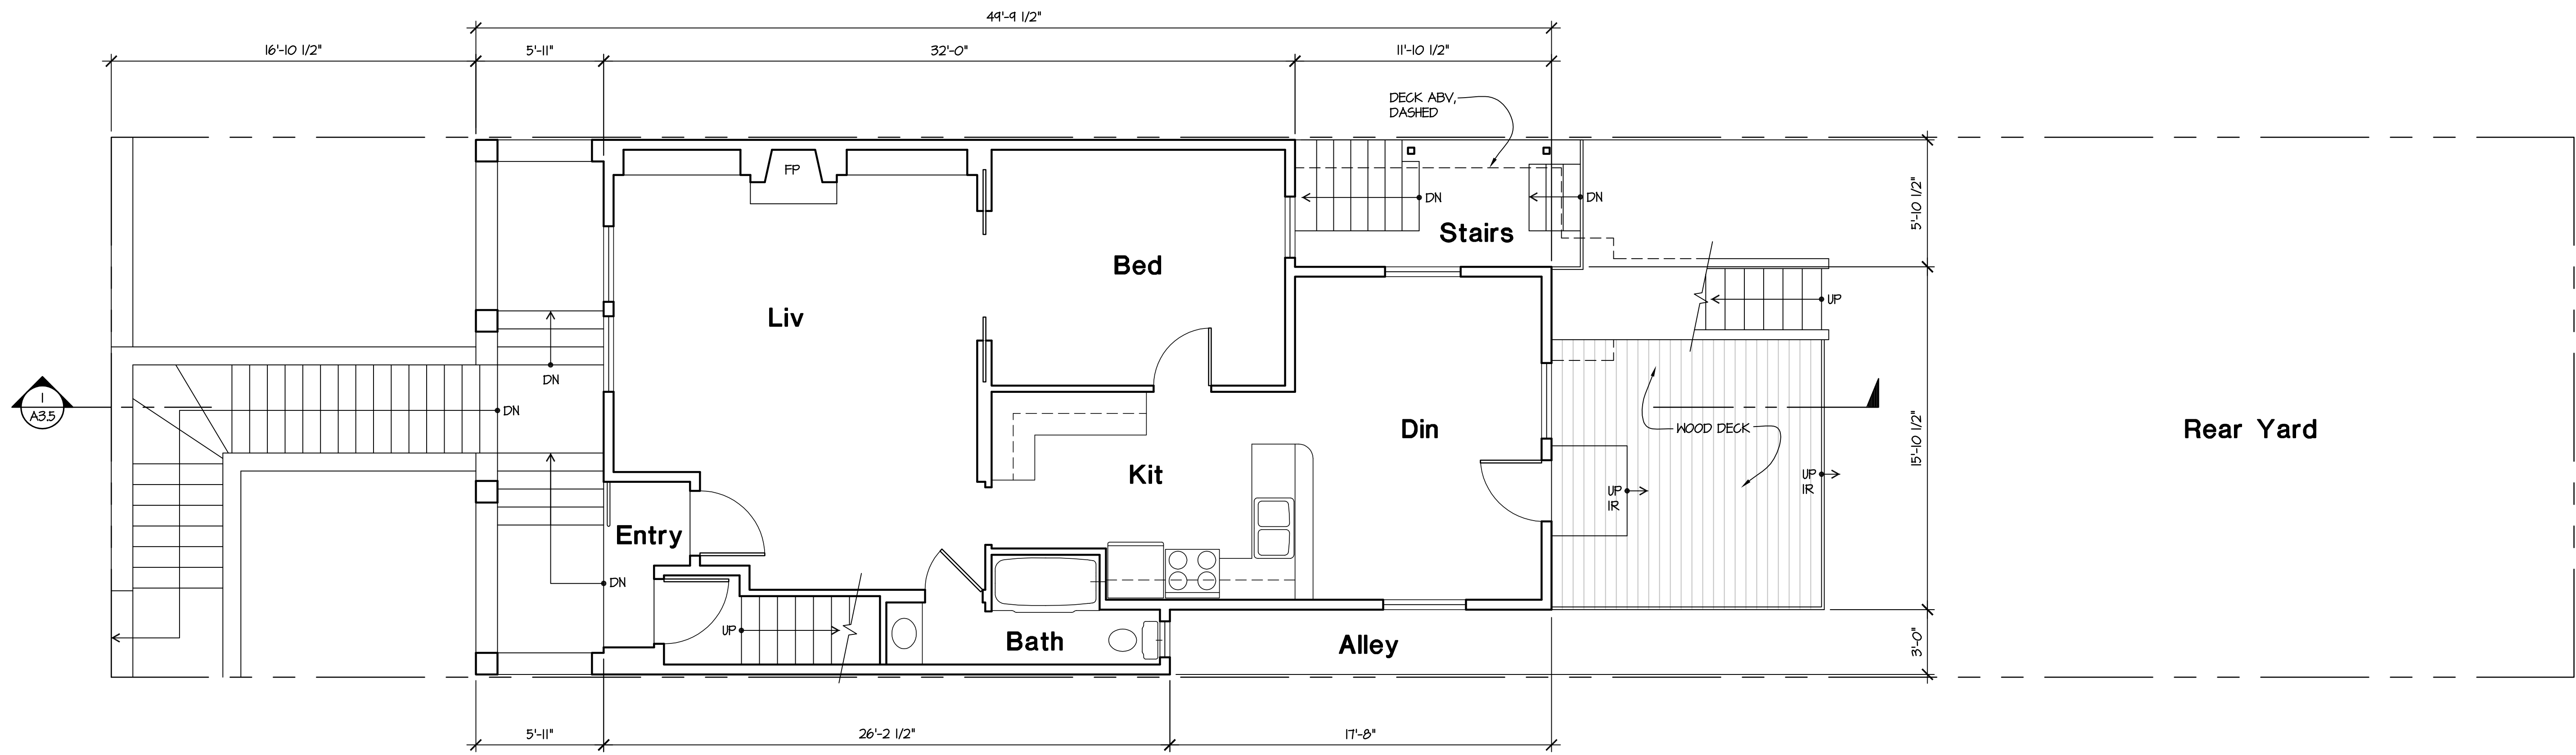 49'-9 1/2"
16'-10 1/2"
5'-11"
32'-0"
11'-10 1/2"
DECK ABV,
DASHED
FP
DN
DN
5'-10 1/2"
Stairs
Bed
UP
Liv
DN
DN
1
A3.5
Din
WOOD DECK
15'-10 1/2"
Rear Yard
Kit
UP
1R
UP
1R
Entry
DN
UP
Bath
Alley
3'-0"
5'-11"
26'-2 1/2"
17'-8"